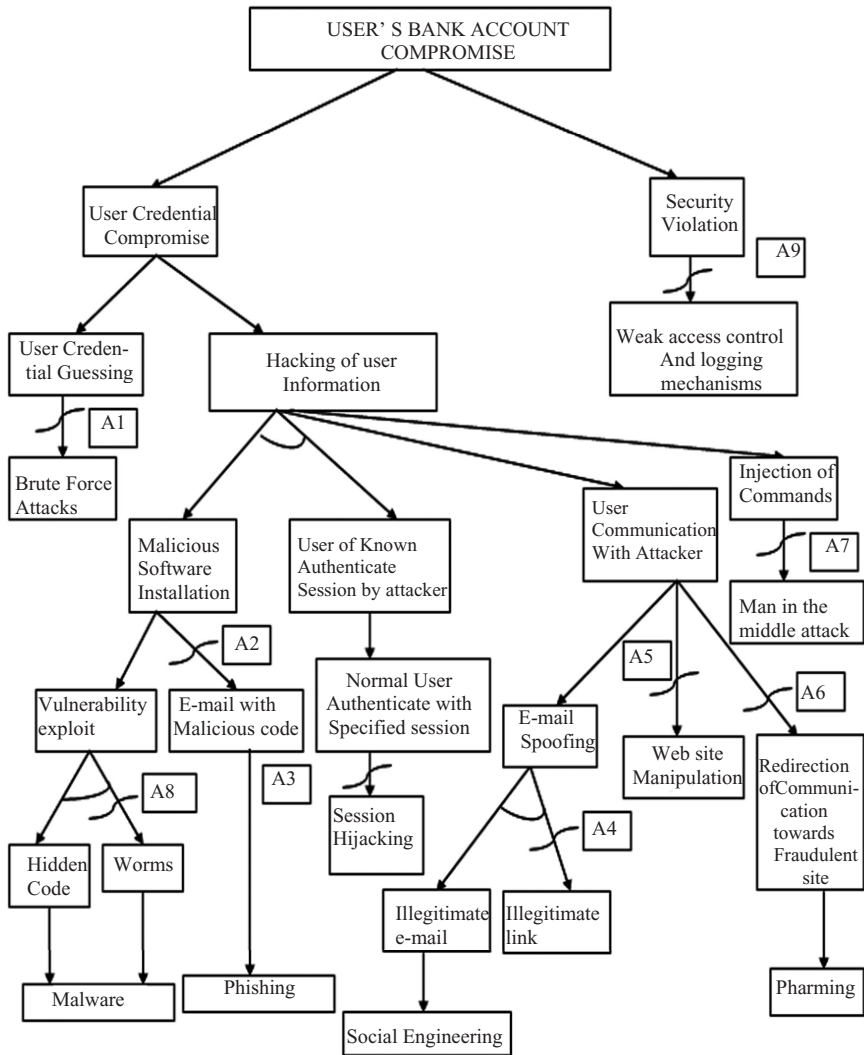 USER' S BANK ACCOUNT
COMPROMISE
User Credential
Compromise
Security
Violation
A9
User Creden-
tial Guessing
Hacking of user
Information
Weak access control
And logging
mechanisms
A1
Brute Force
Attacks
Malicious
Software
Installation
User of Known
Authenticate
Session by attacker
User
Communication
With Attacker
Injection of
Commands
A7
Man in the
middle attack
A2
A5
A6
Vulnerability
exploit
E-mail with
Malicious code
Normal User
Authenticate with
Specified session
E-mail
Spoofing
Web site
Manipulation
Redirection
ofCommuni-
cation
towards
Fraudulent
site
A8
A3
A4
Hidden
Code
Worms
Session
Hijacking
Illegitimate
e-mail
Illegitimate
link
Malware
Phishing
Pharming
Social Engineering